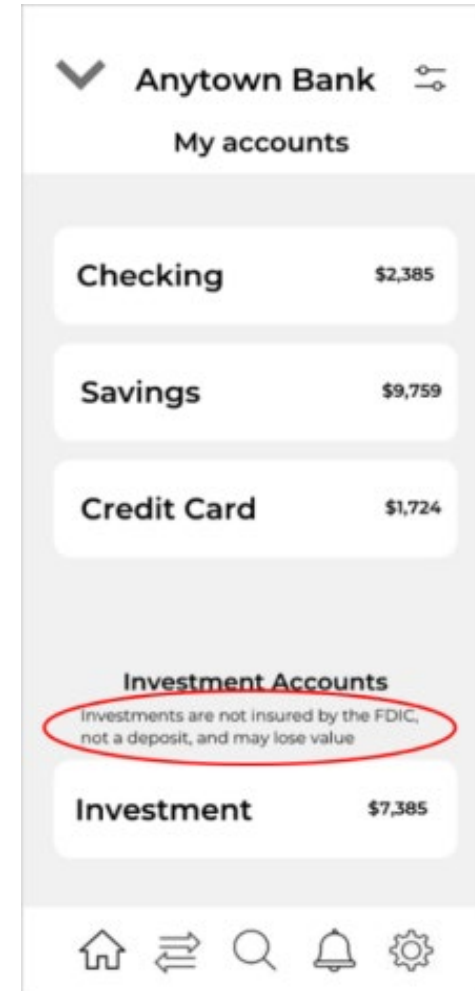 Anytown Bank
My accounts
Checking $2,385
Savings $9,759
Credit Card $1,724
Investment Accounts
Investments are not insured by the FDIC,
not a deposit, and may lose value
Investment $7,385